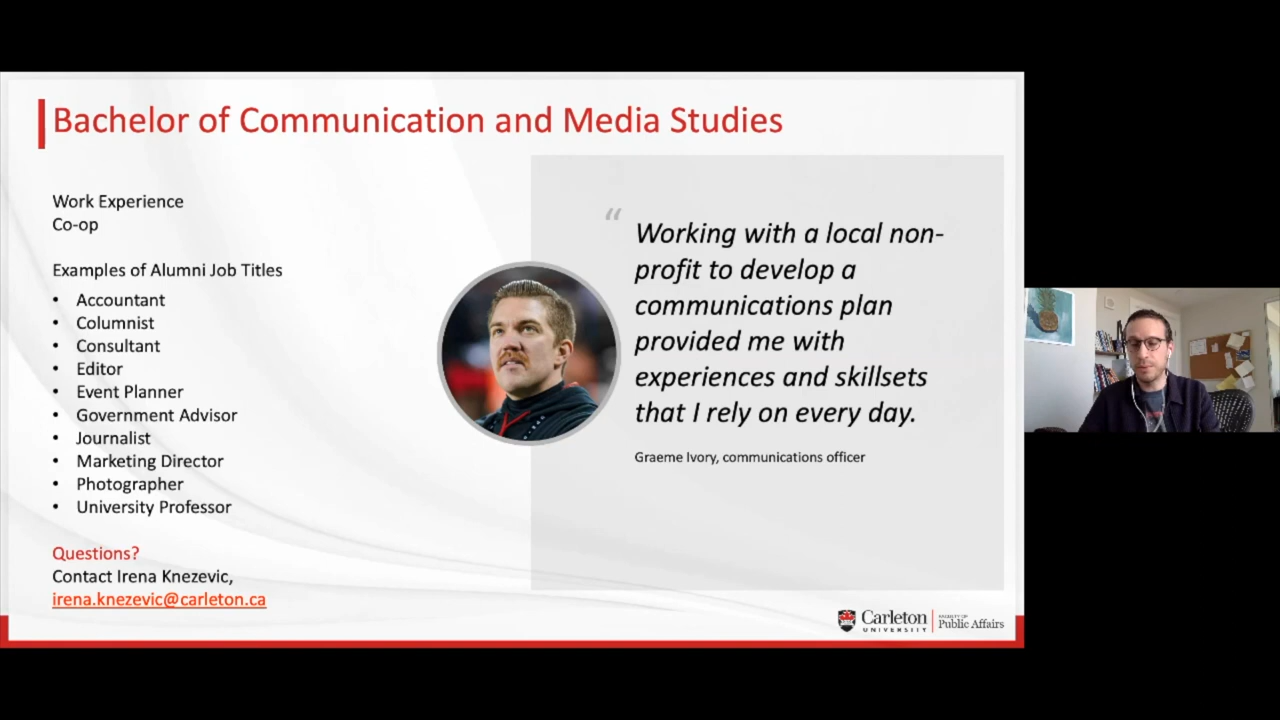 Bachelor of Communication and Media Studies
Work Experience
Co-op
Examples of Alumni Job Titles
• Accountant
• Columnist
• Consultant
• Editor
• Event Planner
• Government Advisor
• Journalist
• Marketing Director
• Photographer
• University Professor
Questions?
Contact Irena Knezevic,
irena.knezevic@carleton.ca
“
Working with a local non-
profit to develop a
communications plan
provided me with
experiences and skillsets
that I rely on every day.
Graeme Ivory, communications officer
Carleton
UNIVERSITY
FACULTY OF
Public Affairs